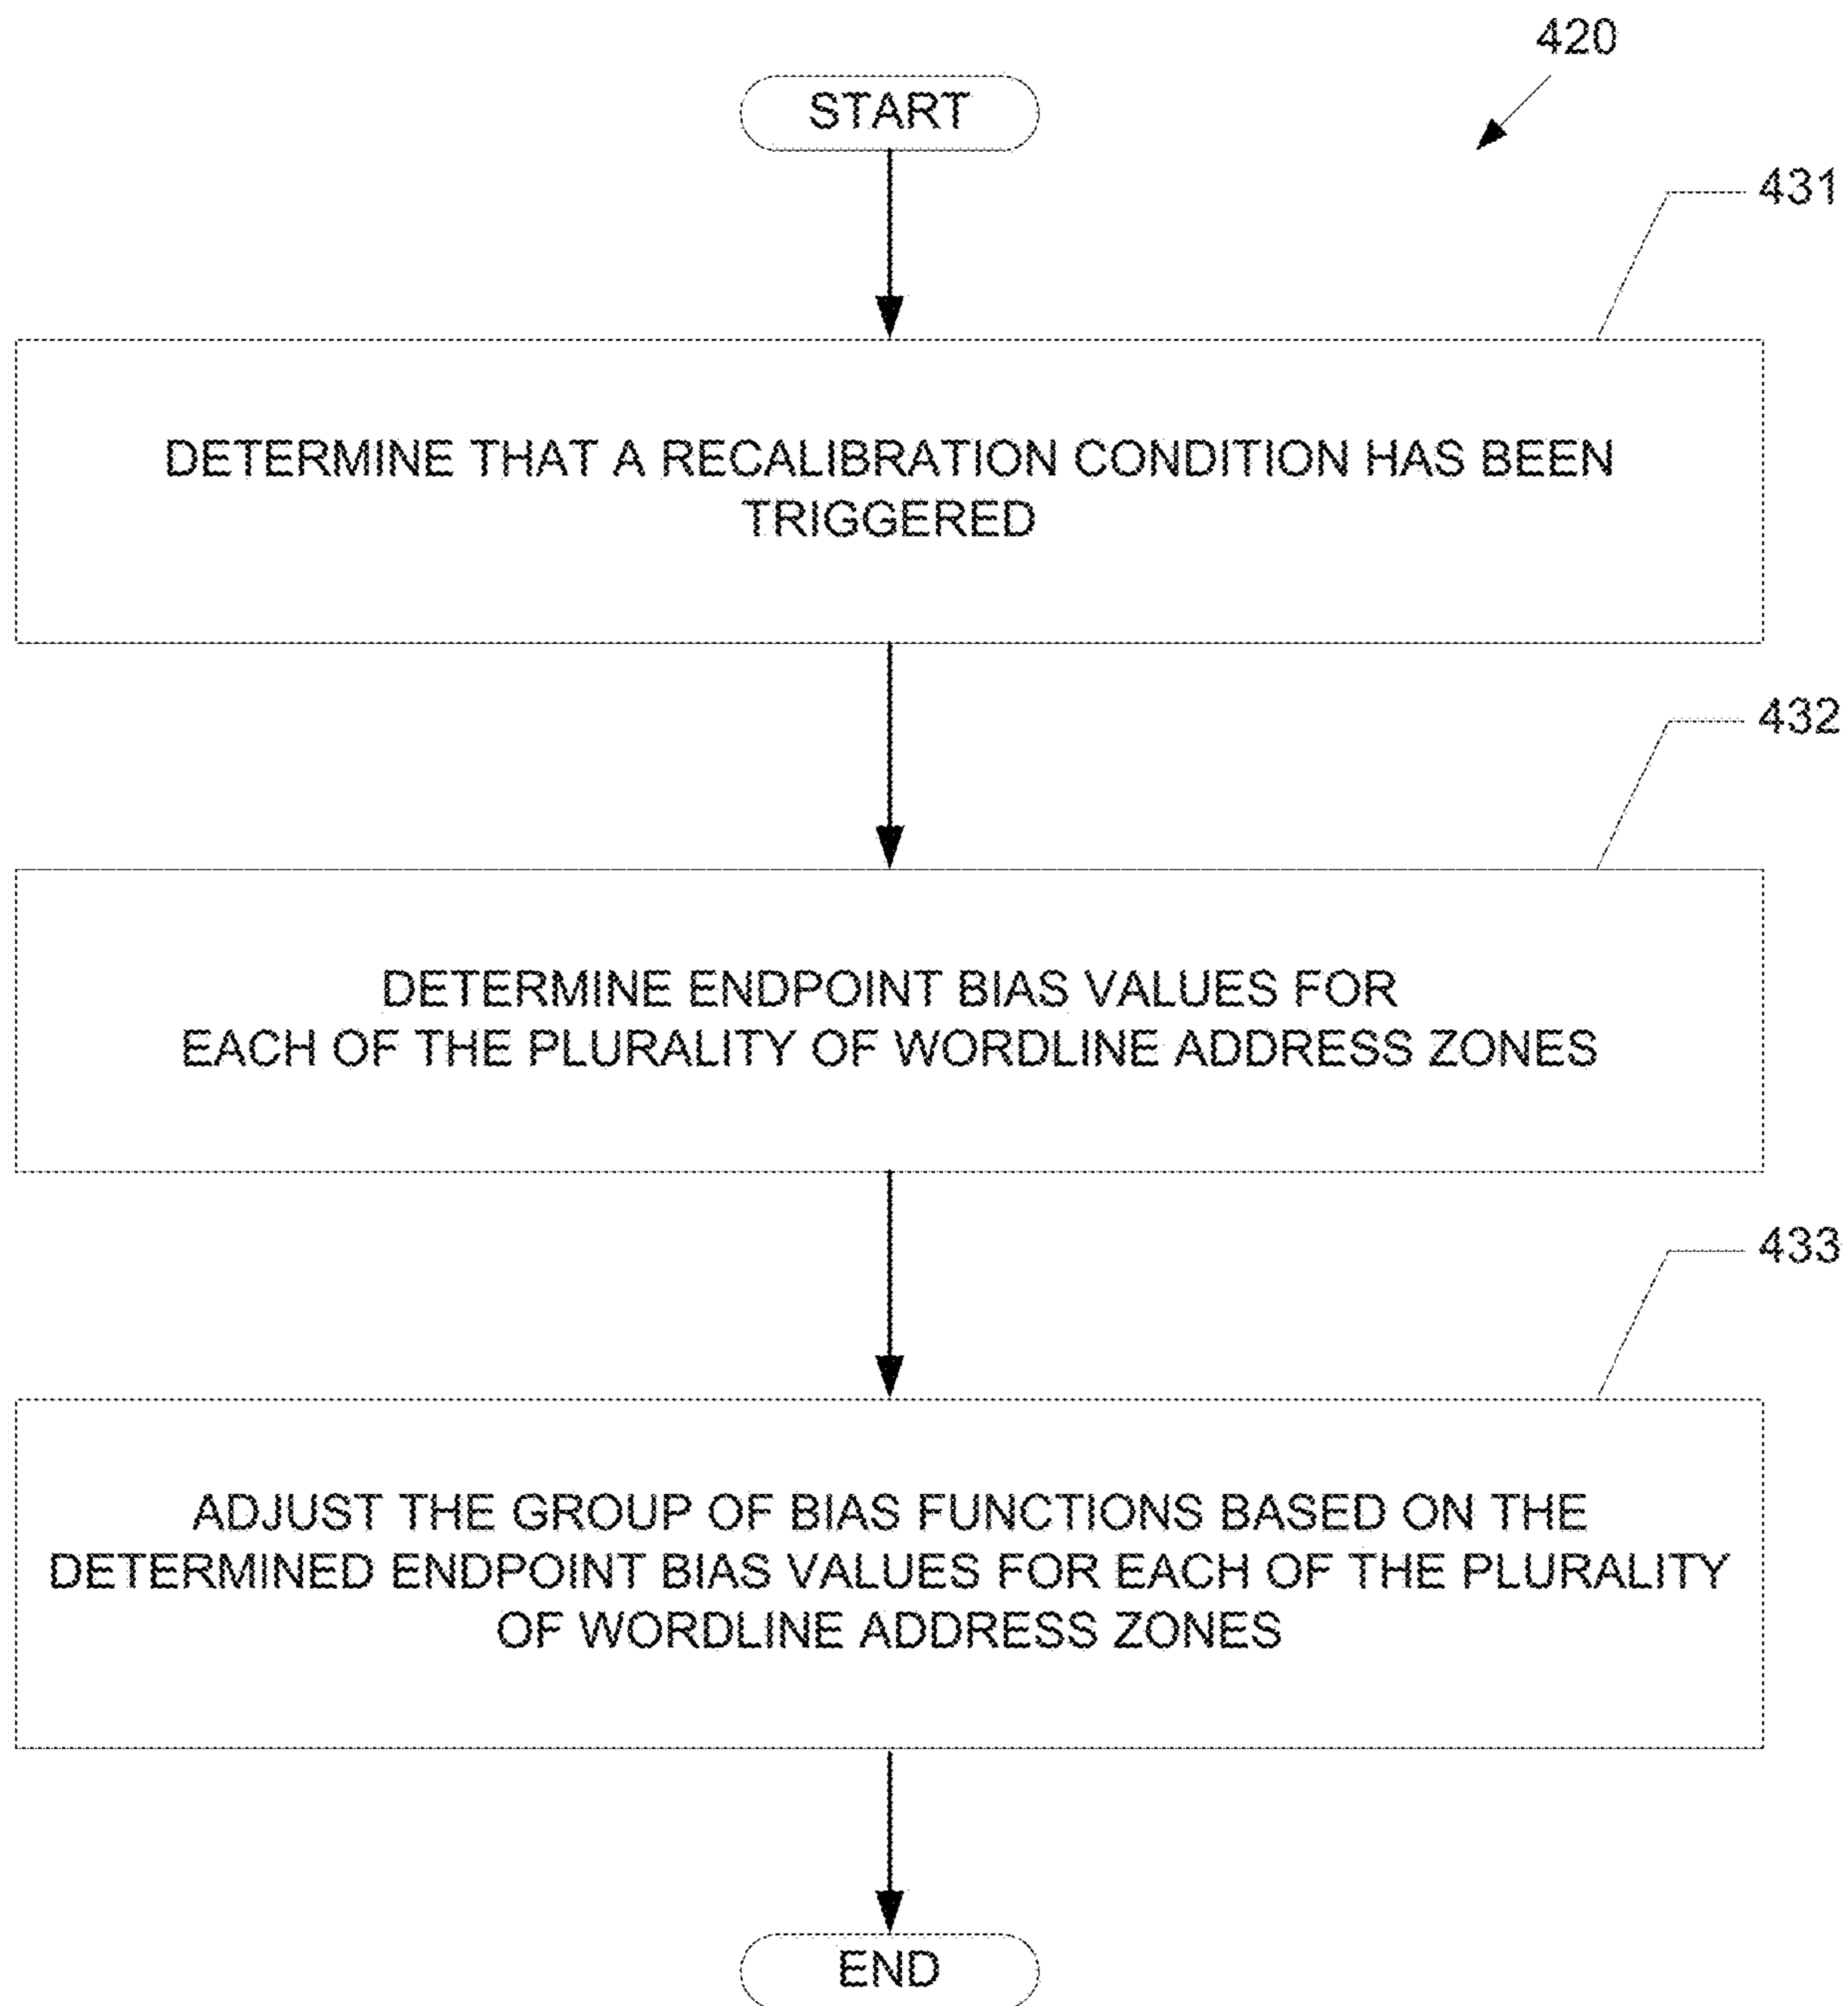 420
START
431
DETERMINE THAT A RECALIBRATION CONDITION HAS BEEN
TRIGGERED
432
DETERMINE ENDPOINT BIAS VALUES FOR
EACH OF THE PLURALITY OF WORDLINE ADDRESS ZONES
433
ADJUST THE GROUP OF BIAS FUNCTIONS BASED ON THE
DETERMINED ENDPOINT BIAS VALUES FOR EACH OF THE PLURALITY
OF WORDLINE ADDRESS ZONES
END